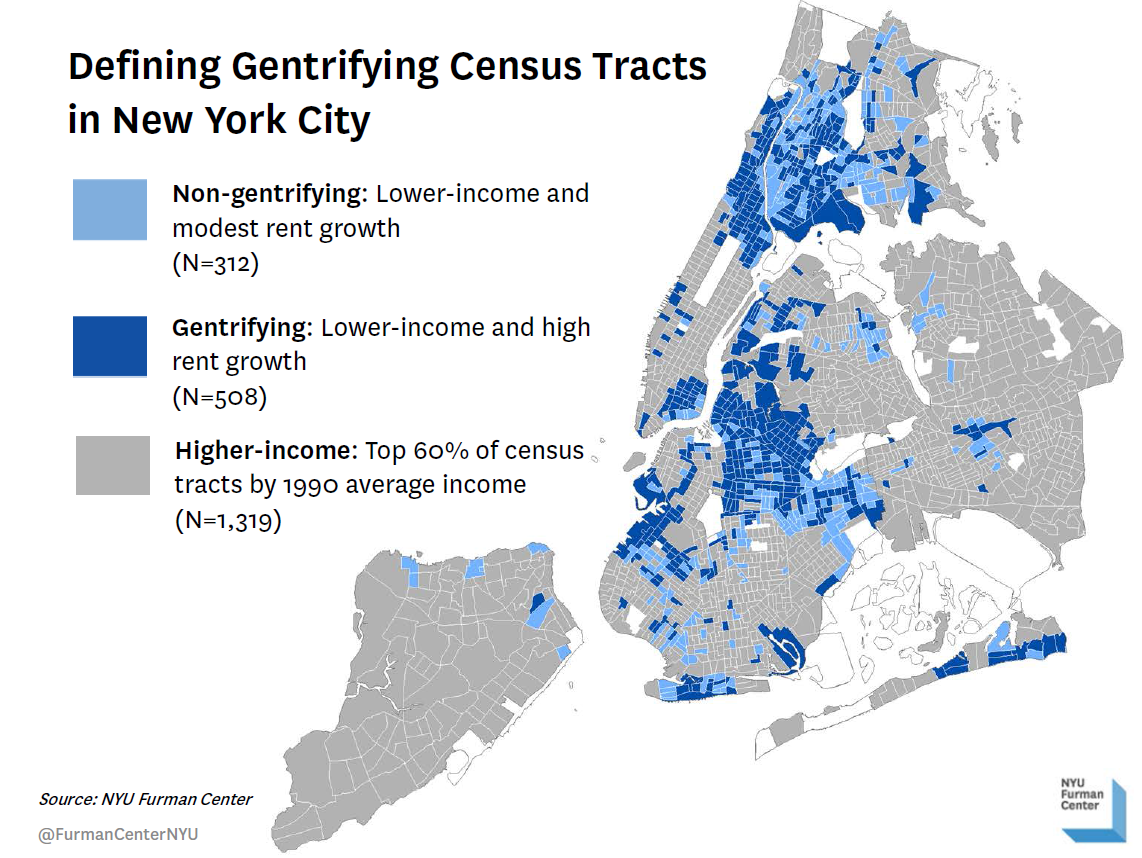 Defining Gentrifying Census Tracts
in New York City
Non-gentrifying: Lower-income and
modest rent growth
(N=312)
Gentrifying: Lower-income and high
rent growth
(N=508)
Higher-income: Top 60% of census
tracts by 1990 average income
(N=1,319)
Source: NYU Furman Center
@FurmanCenterNYU
NYU
Furman
Center